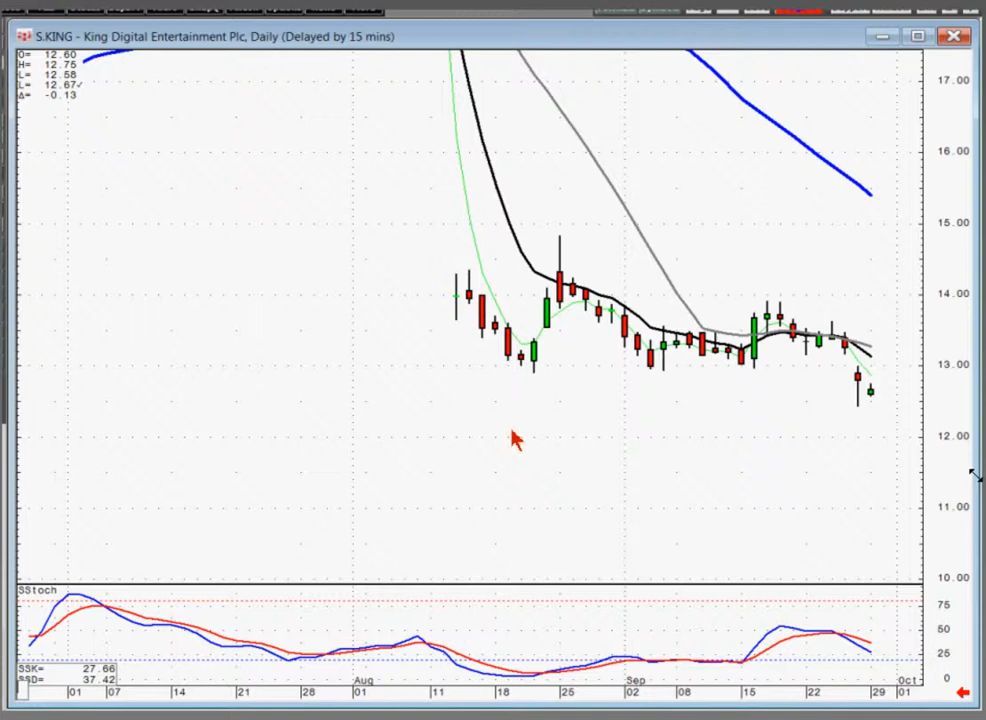 S.KING - King Digital Entertainment Plc, Daily (Delayed by 15 mins)
O= 12.60
H= 12.75
L= 12.58
L= 12.67
Δ= -0.13
17.00
16.00
15.00
14.00
13.00
12.00
11.00
10.00
SStoch
75
50
25
0
SSK= 27.66
SSD= 37.42
Aug Sep Oct
01 07 14 21 28 01 11 18 25 02 08 15 22 29 01